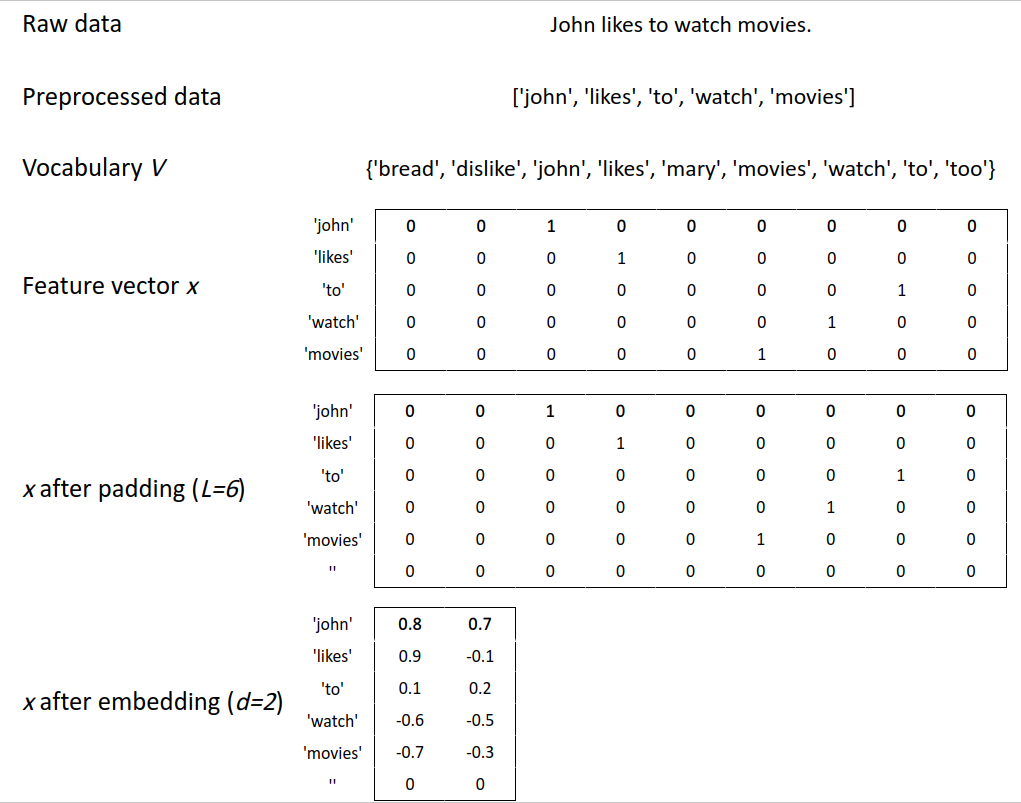 Raw data John likes to watch movies.
Preprocessed data ['john', 'likes', 'to', 'watch', 'movies']
Vocabulary V {'bread', 'dislike', 'john', 'likes', 'mary', 'movies', 'watch', 'to', 'too'}
Feature vector x
'john' 0 0 1 0 0 0 0 0 0
'likes' 0 0 0 1 0 0 0 0 0
'to' 0 0 0 0 0 0 0 1 0
'watch' 0 0 0 0 0 0 1 0 0
'movies' 0 0 0 0 0 1 0 0 0
x after padding (L=6)
'john' 0 0 1 0 0 0 0 0 0
'likes' 0 0 0 1 0 0 0 0 0
'to' 0 0 0 0 0 0 0 1 0
'watch' 0 0 0 0 0 0 1 0 0
'movies' 0 0 0 0 0 1 0 0 0
'' 0 0 0 0 0 0 0 0 0
x after embedding (d=2)
'john' 0.8 0.7
'likes' 0.9 -0.1
'to' 0.1 0.2
'watch' -0.6 -0.5
'movies' -0.7 -0.3
'' 0 0